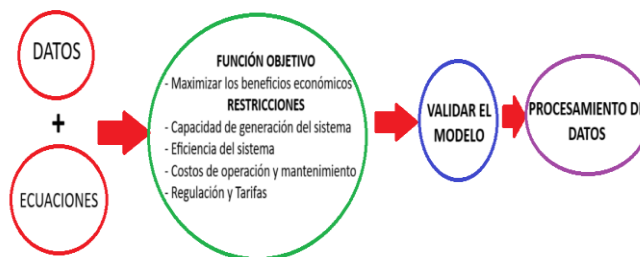 DATOS
+
ECUACIONES
FUNCIÓN OBJETIVO
- Maximizar los beneficios económicos
RESTRICCIONES
- Capacidad de generación del sistema
- Eficiencia del sistema
- Costos de operación y mantenimiento
- Regulación y Tarifas
VALIDAR EL
MODELO
PROCESAMIENTO DE
DATOS